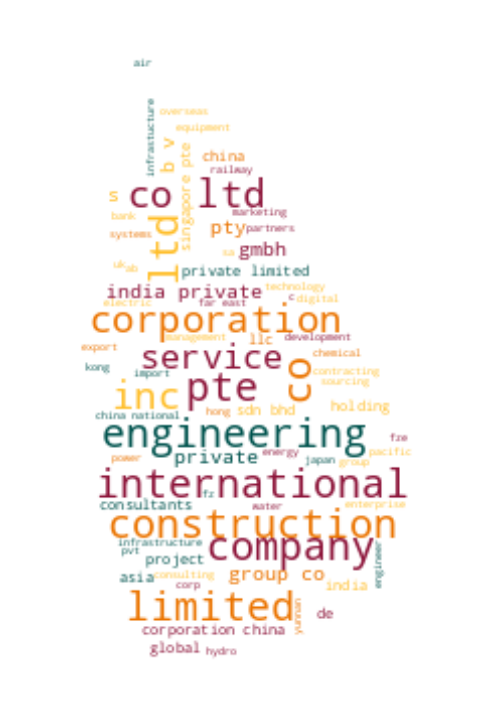 air
infrastucture
overseas
equipment
b v
singapore pte
china
railway
s
co ltd
bank
marketing
systems
ltd
pty
partners
sa
gmbh
uk
ab
private limited
india private
technology
electric
far east
c
digital
corporation
management
llc
development
export
service
chemical
kong
import
contracting
co
sourcing
inc
pte
china national
hong
sdn bhd
holding
engineering
fze
power
private
energy
japan
group
pacific
international
fz
consultants
water
enterprise
construction
infrastructure
company
pvt
project
engineer
asia
consulting
corp
group co
india
limited
yunnan
de
corporation china
global
hydro